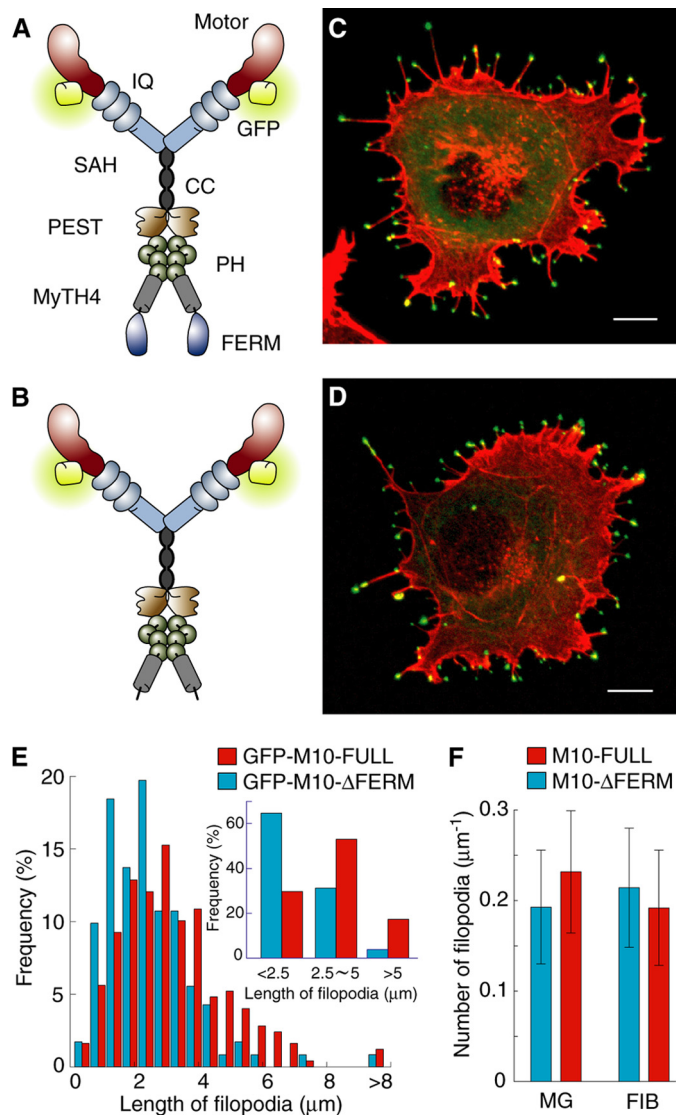 A
Motor
IQ
GFP
SAH
CC
PEST
PH
MyTH4
FERM
B
C
D
E
GFP-M10-FULL
GFP-M10-ΔFERM
Frequency (%)
20
15
10
5
0
0 2 4 6 8 >8
Length of filopodia (μm)
Frequency (%)
60
40
20
0
<2.5 2.5~5 >5
Length of filopodia (μm)
F
M10-FULL
M10-ΔFERM
Number of filopodia (μm⁻¹)
0.3
0.2
0.1
0
MG FIB